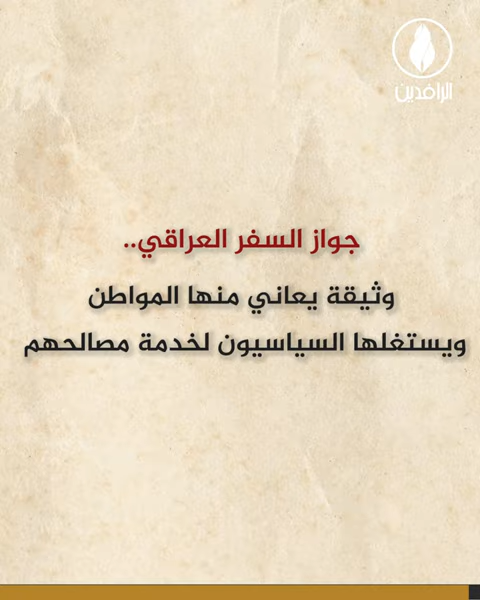 الرافدين
جواز السفر العراقي..
وثيقة يعاني منها المواطن
ويستغلها السياسيون لخدمة مصالحهم